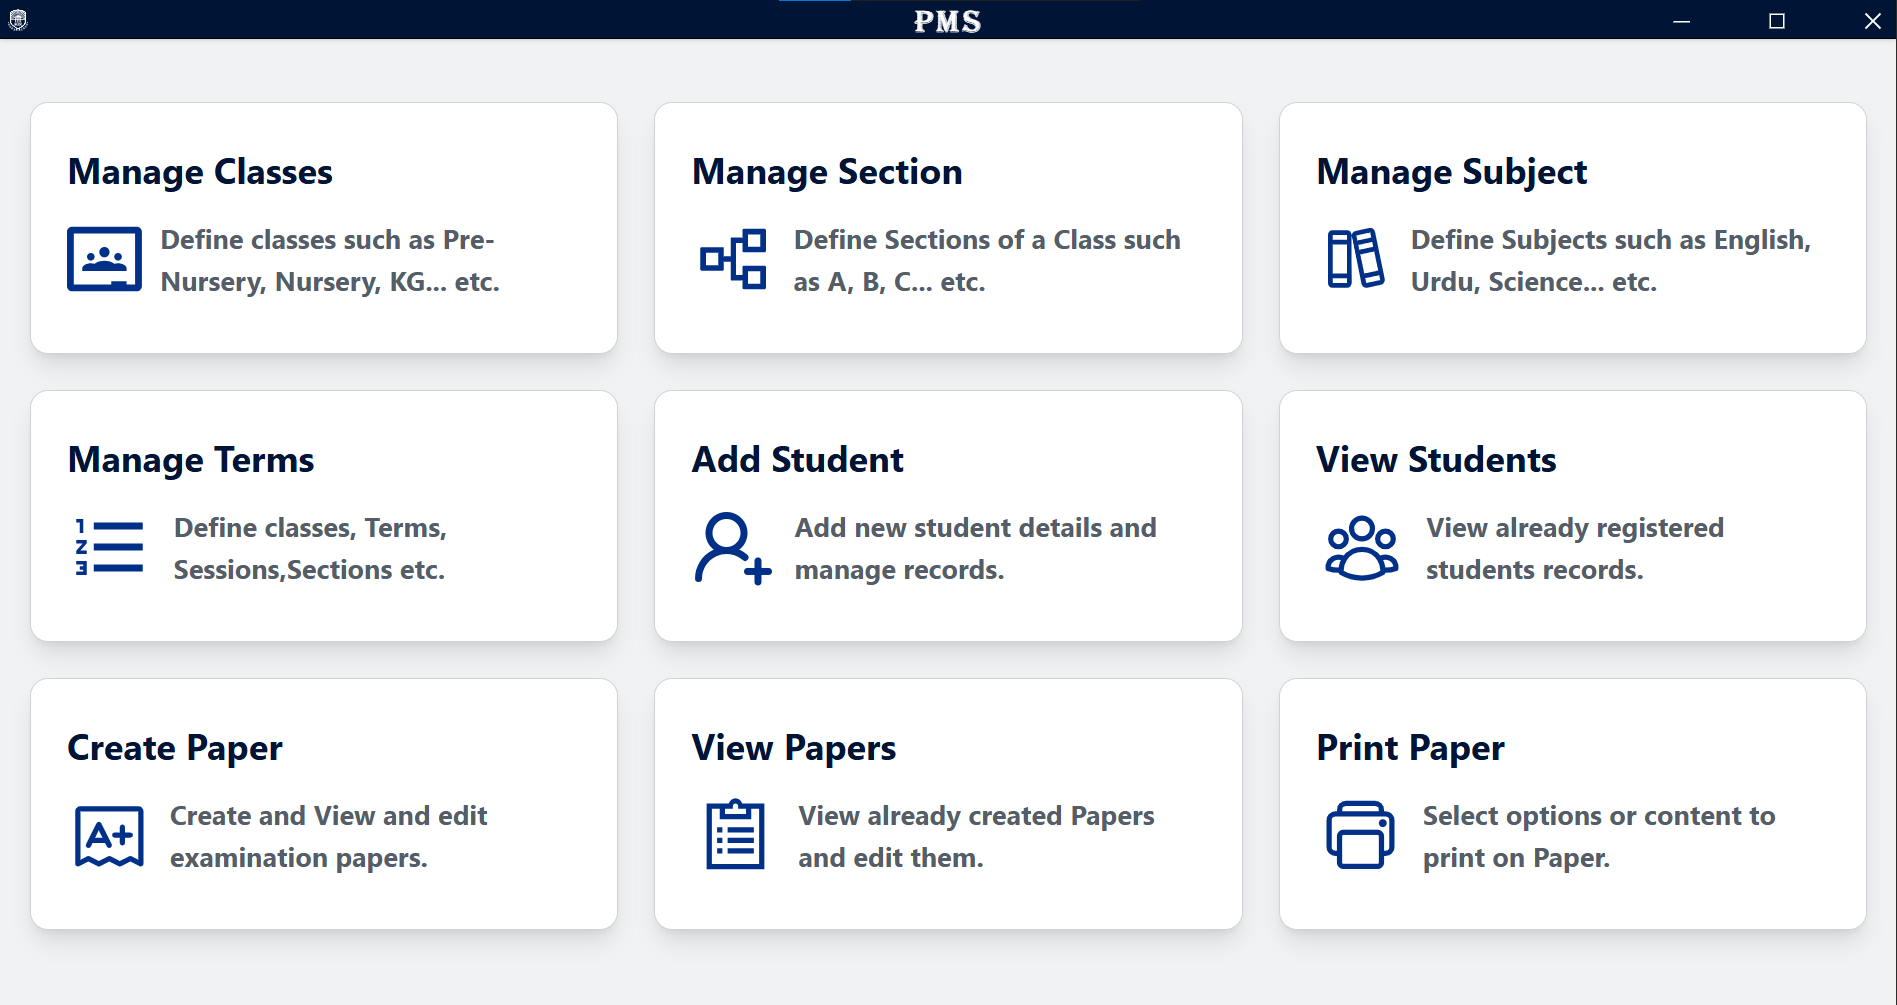 PMS
Manage Classes
Define classes such as Pre-
Nursery, Nursery, KG... etc.
Manage Section
Define Sections of a Class such
as A, B, C... etc.
Manage Subject
Define Subjects such as English,
Urdu, Science... etc.
Manage Terms
1
2
3
Define classes, Terms,
Sessions,Sections etc.
Add Student
Add new student details and
manage records.
View Students
View already registered
students records.
Create Paper
A+
Create and View and edit
examination papers.
View Papers
View already created Papers
and edit them.
Print Paper
Select options or content to
print on Paper.